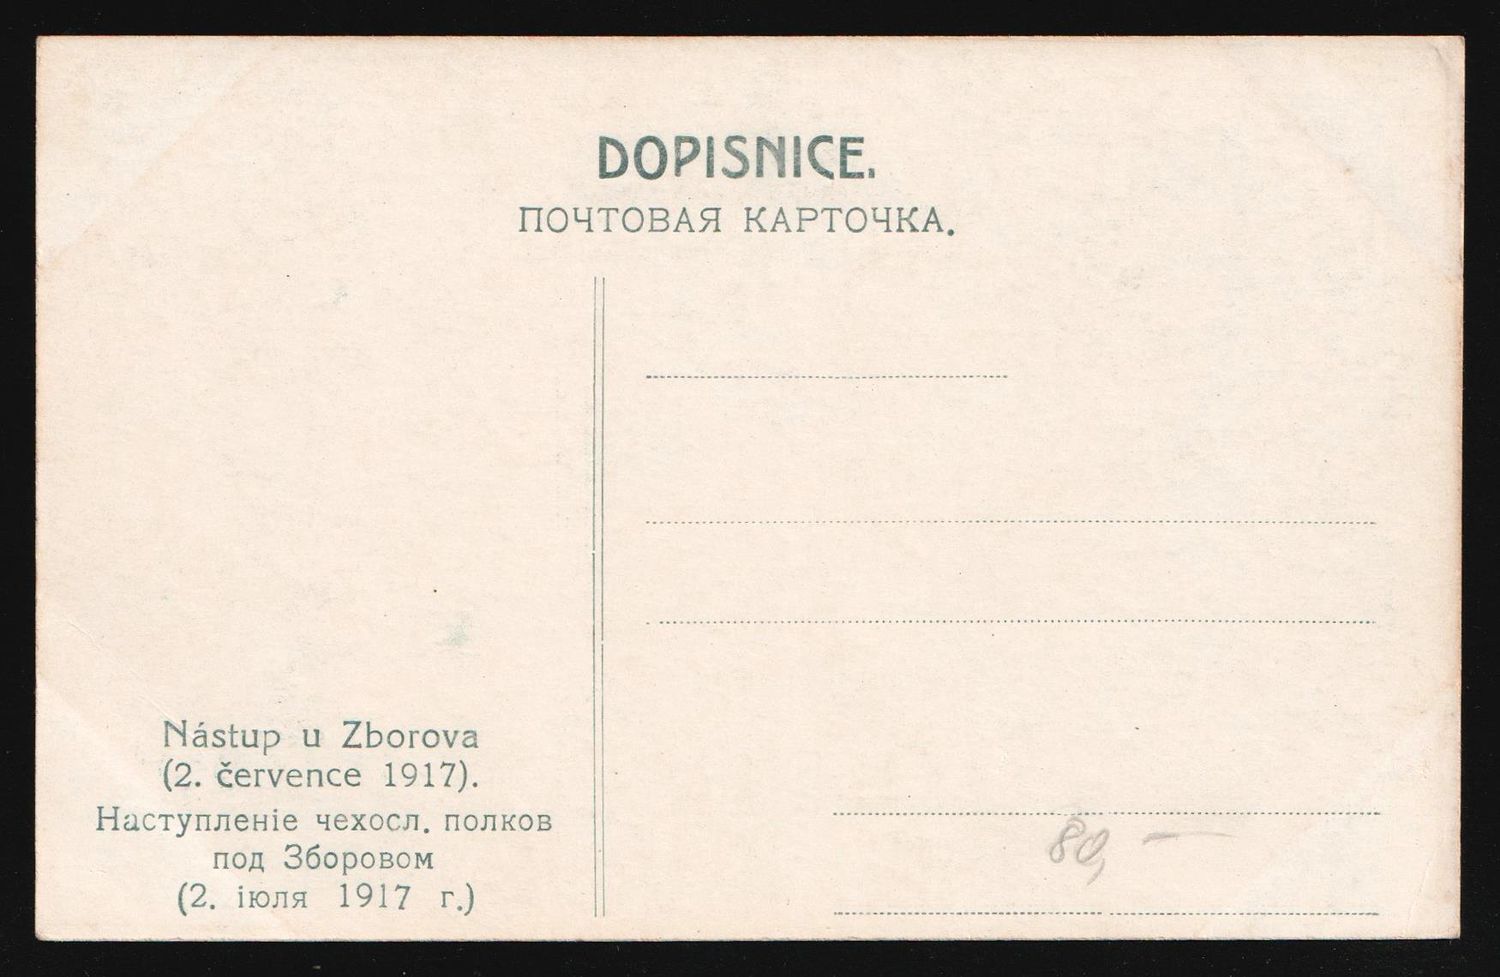 DOPISNICE.
ПОЧТОВАЯ КАРТОЧКА.
Nástup u Zborova
(2. července 1917).
Наступленіе чехосл. полков
под Зборовом
(2. іюля 1917 г.)
80,—